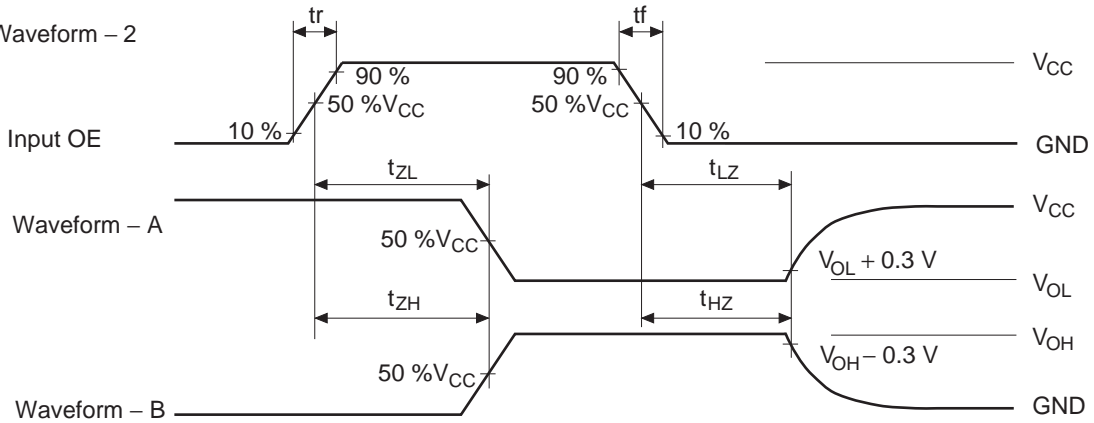 tr
tf
Waveform – 2
VCC
90 %
90 %
50 %VCC
50 %VCC
10 %
10 %
Input OE
GND
tZL
tLZ
VCC
Waveform – A
50 %VCC
VOL + 0.3 V
VOL
tZH
tHZ
VOH
VOH – 0.3 V
50 %VCC
Waveform – B
GND